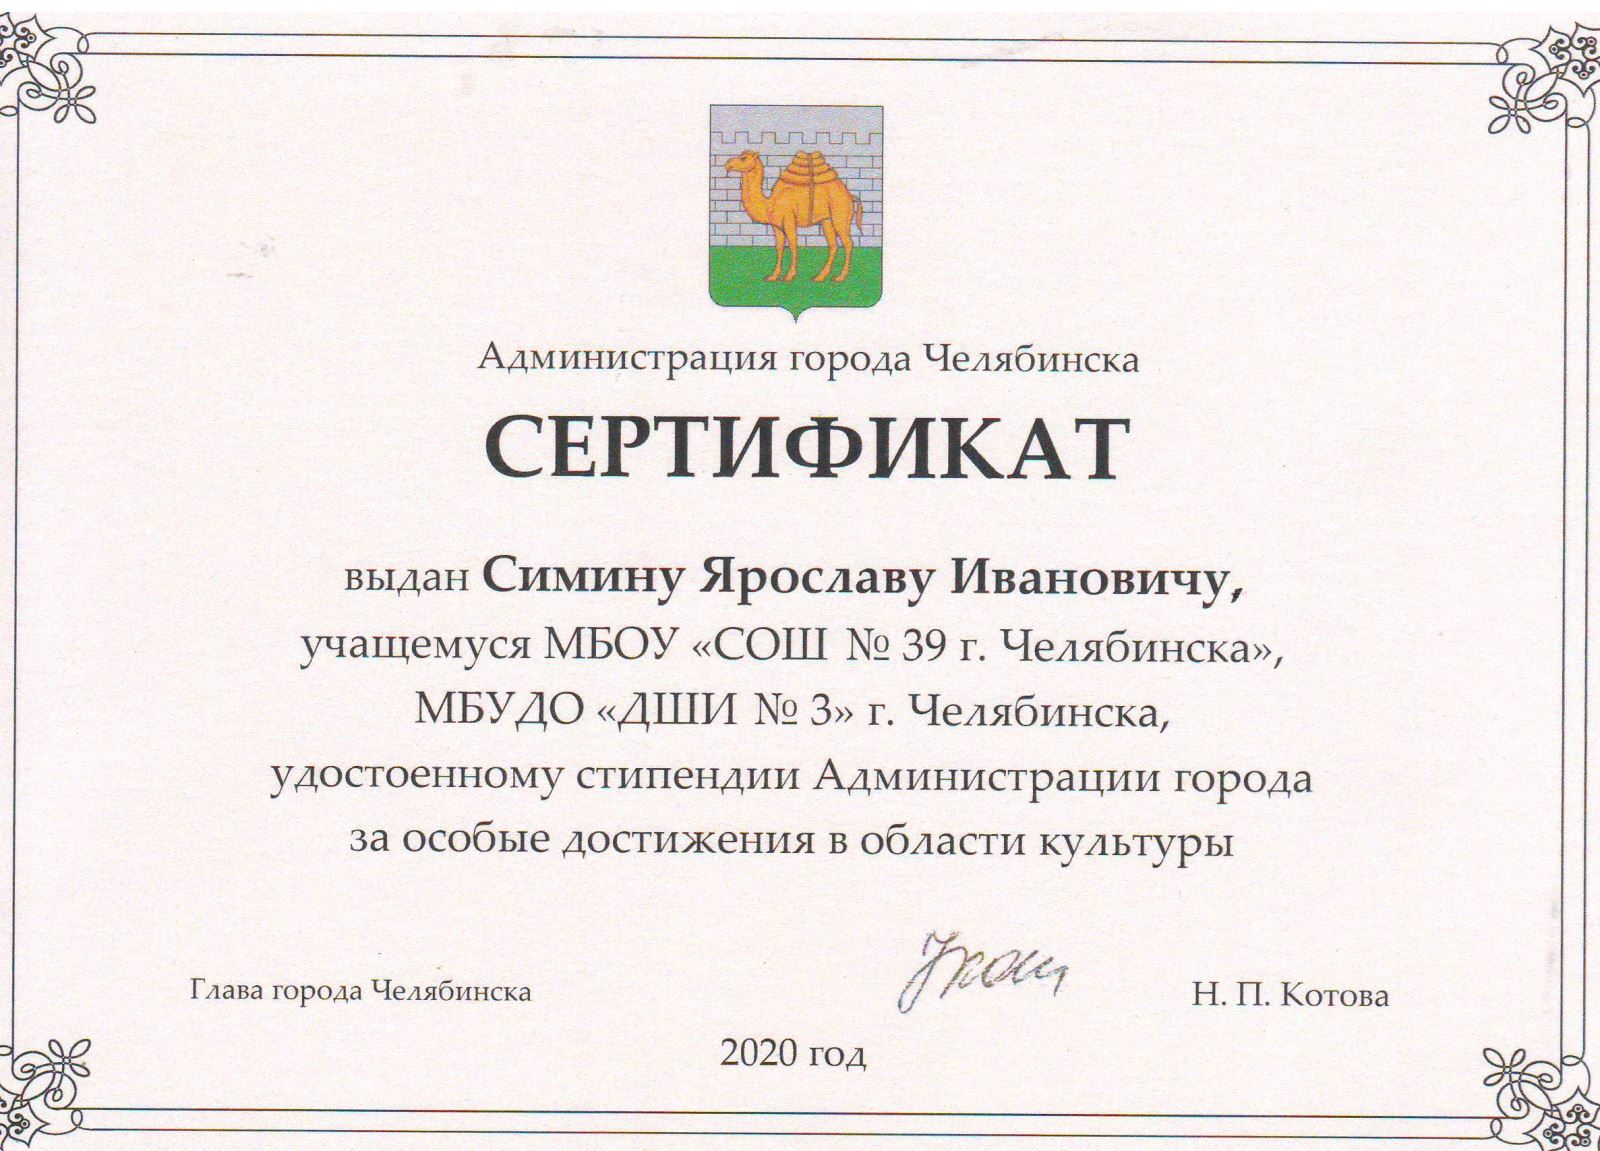 Администрация города Челябинска
СЕРТИФИКАТ
выдан Симину Ярославу Ивановичу,
учащемуся МБОУ «СОШ № 39 г. Челябинска»,
МБУДО «ДШИ № 3» г. Челябинска,
удостоенному стипендии Администрации города
за особые достижения в области культуры
Глава города Челябинска
Н. П. Котова
2020 год